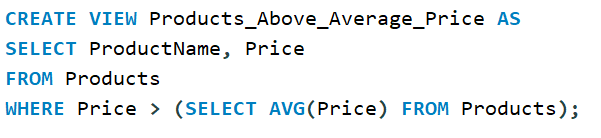 CREATE VIEW Products_Above_Average_Price AS
SELECT ProductName, Price
FROM Products
WHERE Price > (SELECT AVG(Price) FROM Products);